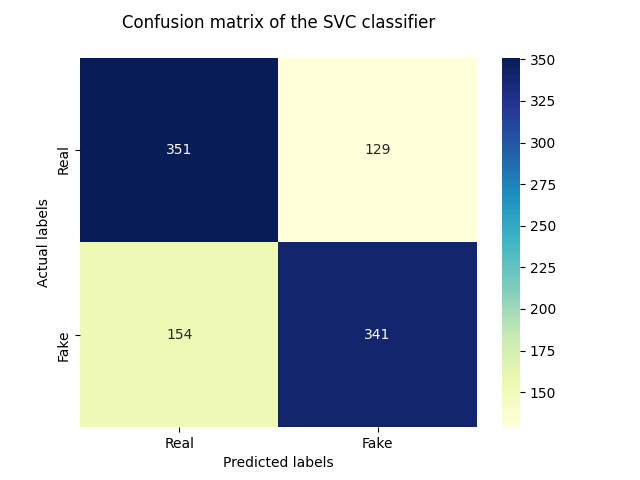 Confusion matrix of the SVC classifier
Actual labels
Real
351
129
Fake
154
341
Real
Fake
Predicted labels
350
325
300
275
250
225
200
175
150